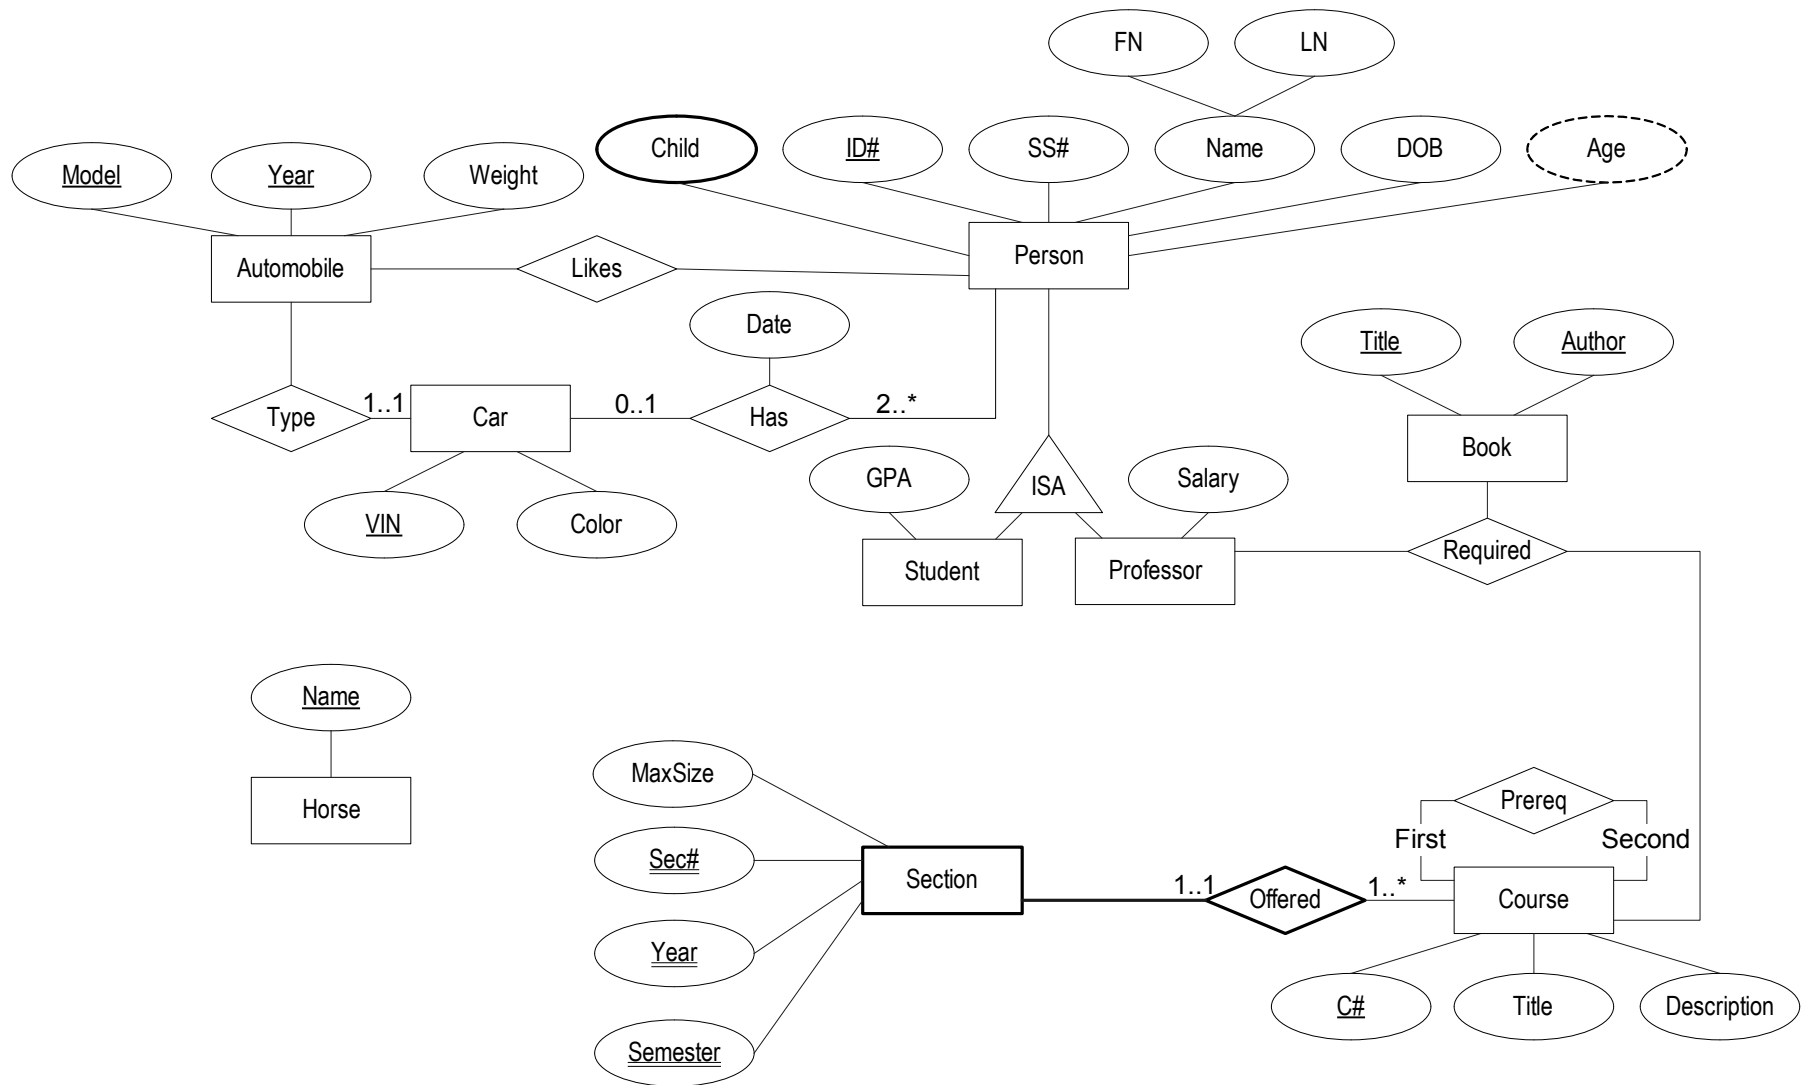 FN
LN
Child
ID#
SS#
Name
DOB
Age
Model
Year
Weight
Automobile
Likes
Person
Date
Title
Author
Type
1..1
Car
0..1
Has
2..*
Book
GPA
ISA
Salary
VIN
Color
Student
Professor
Required
Name
Horse
MaxSize
Prereq
First
Second
Sec#
Section
1..1
Offered
1..*
Course
Year
C#
Title
Description
Semester